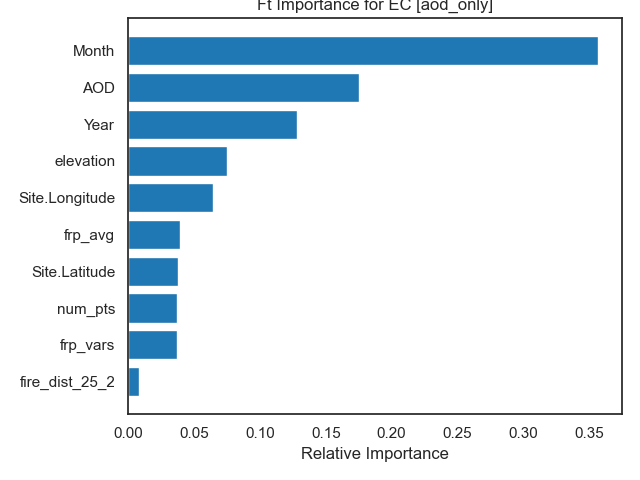 Ft Importance for EC [aod_only]
Month
AOD
Year
elevation
Site.Longitude
frp_avg
Site.Latitude
num_pts
frp_vars
fire_dist_25_2
0.00 0.05 0.10 0.15 0.20 0.25 0.30 0.35
Relative Importance